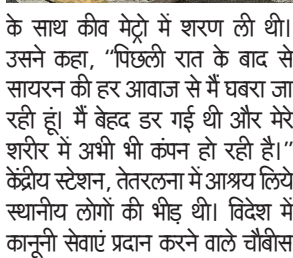 के साथ कीव मेट्रो में शरण ली थी।
उसने कहा, “पिछली रात के बाद से
सायरन की हर आवाज से मैं घबरा जा
रही हूं। मैं बेहद डर गई थी और मेरे
शरीर में अभी भी कंपन हो रही है।”
केंद्रीय स्टेशन, तेतरलना में आश्रय लिये
स्थानीय लोगों की भीड़ थी। विदेश में
कानूनी सेवाएं प्रदान करने वाले चौबीस